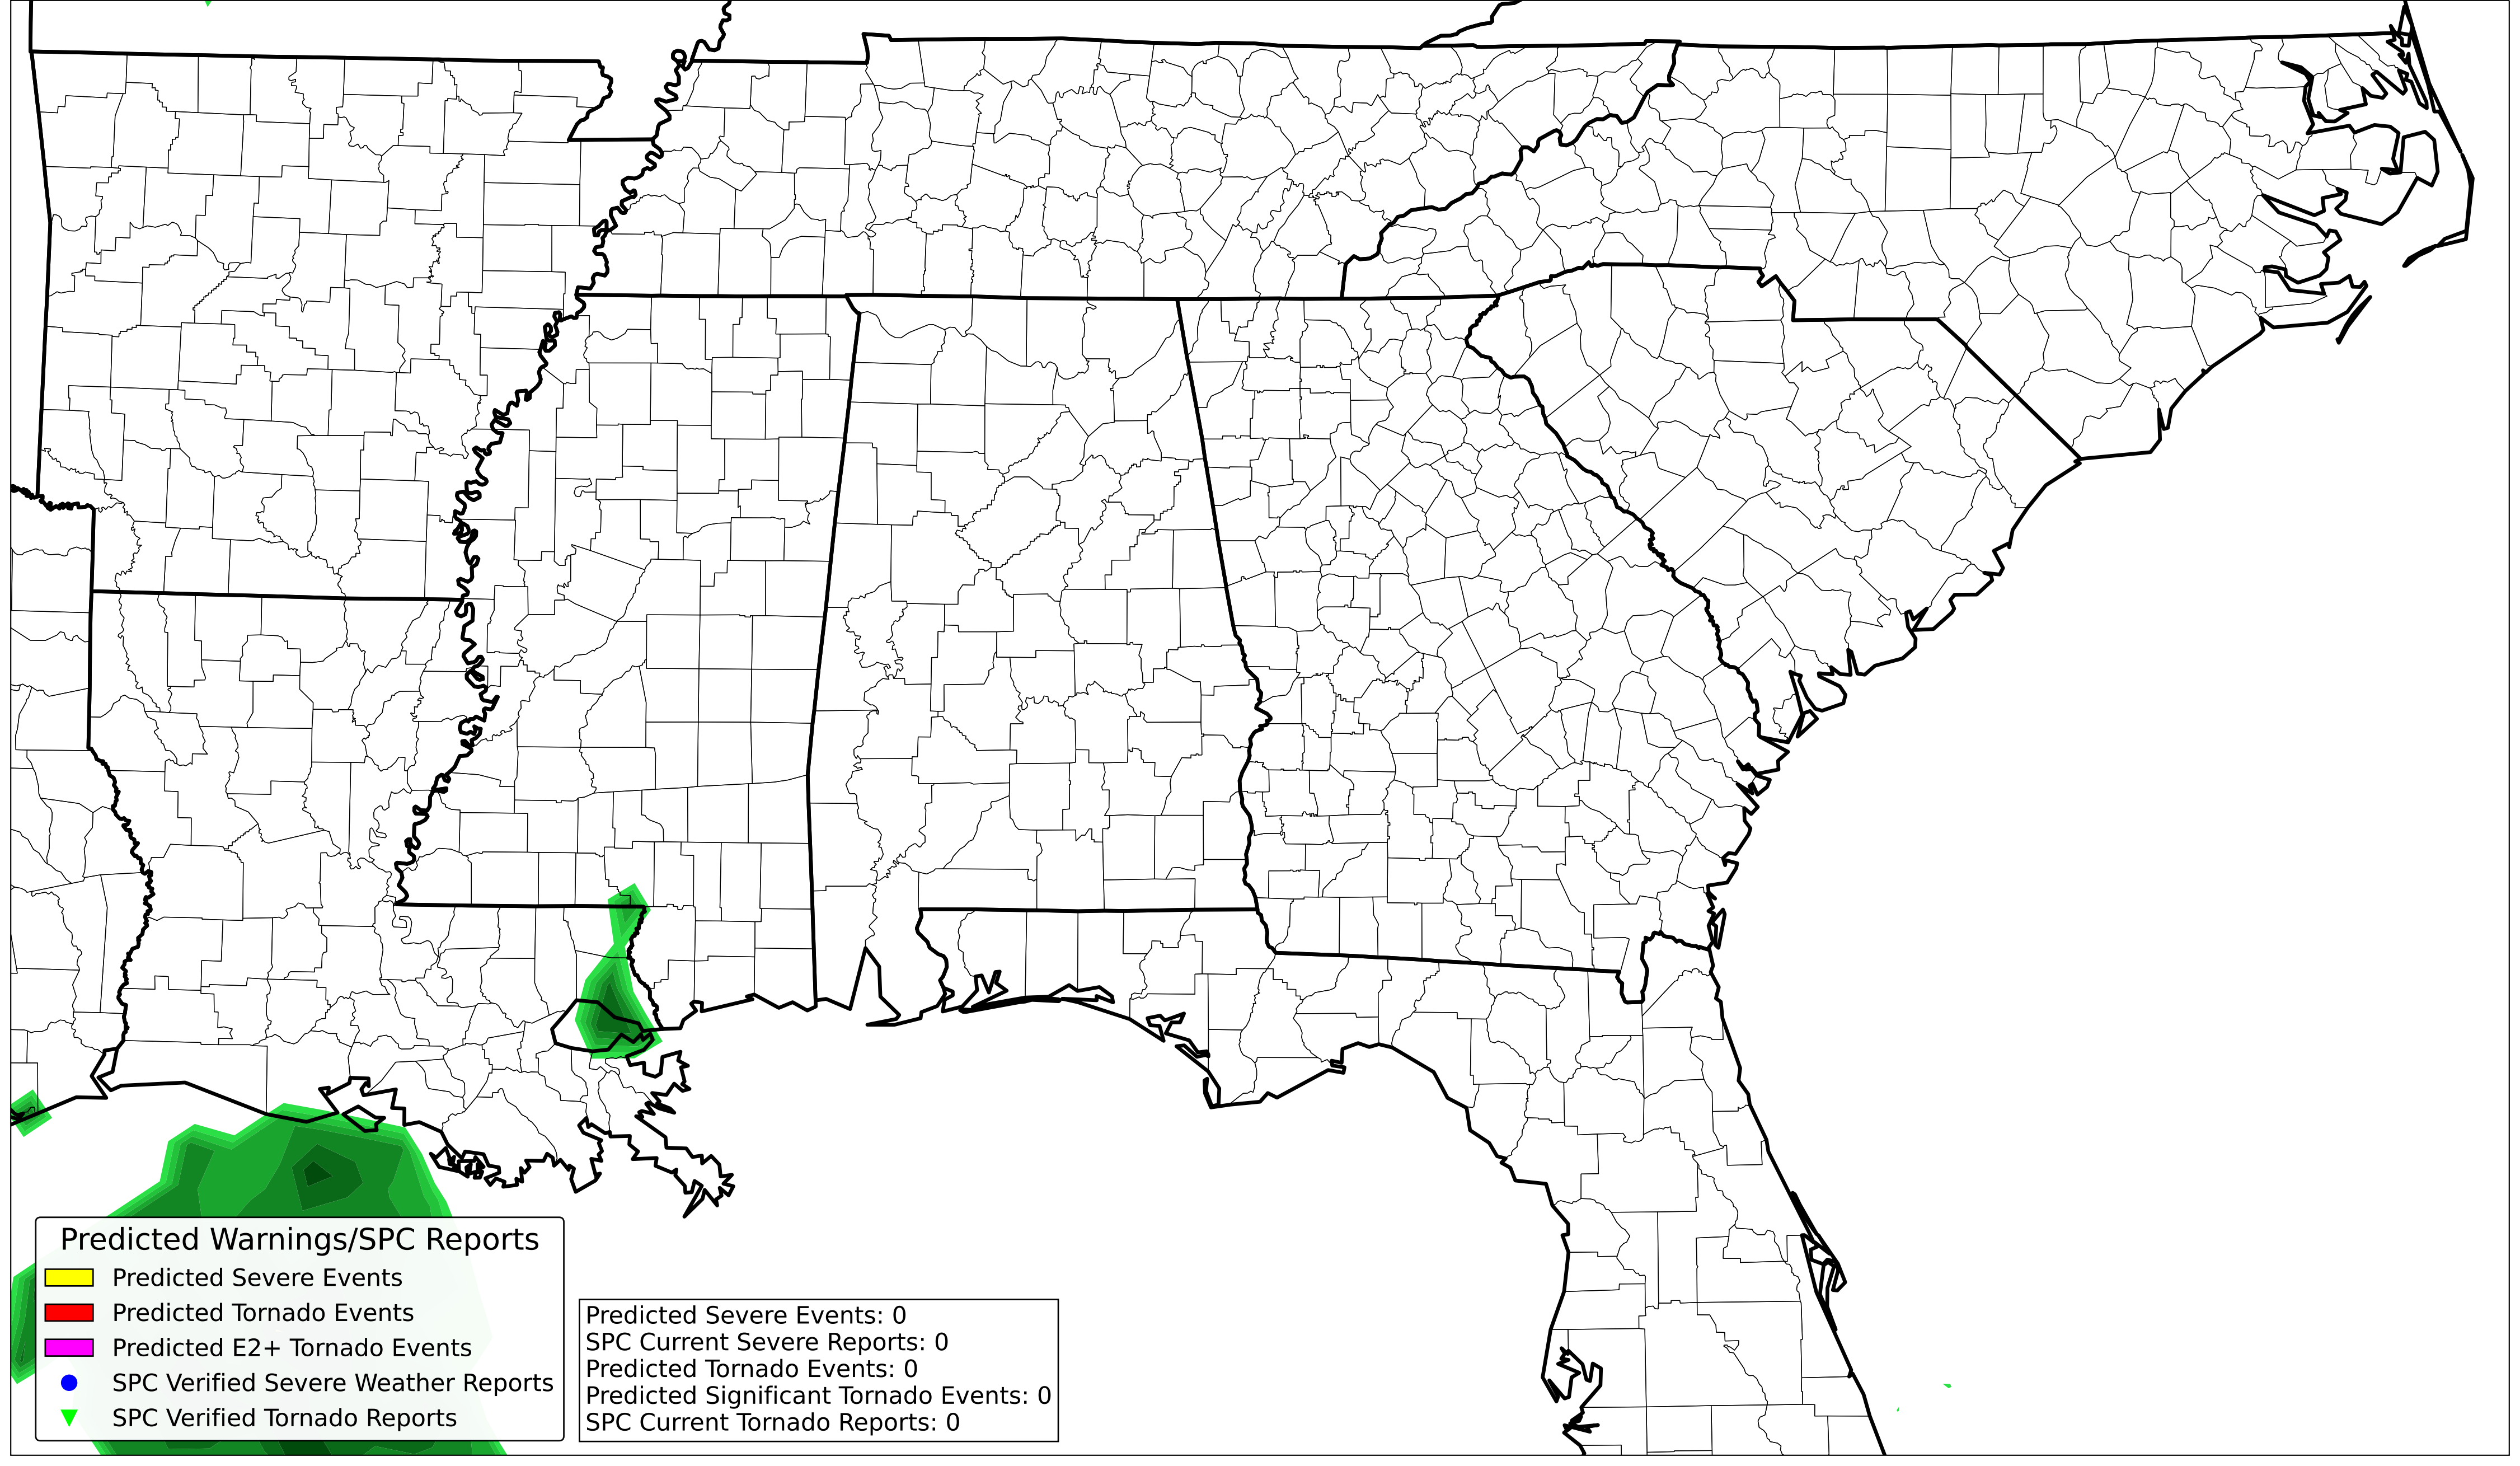 Predicted Warnings/SPC Reports
Predicted Severe Events
Predicted Tornado Events
Predicted E2+ Tornado Events
SPC Verified Severe Weather Reports
SPC Verified Tornado Reports
Predicted Severe Events: 0
SPC Current Severe Reports: 0
Predicted Tornado Events: 0
Predicted Significant Tornado Events: 0
SPC Current Tornado Reports: 0